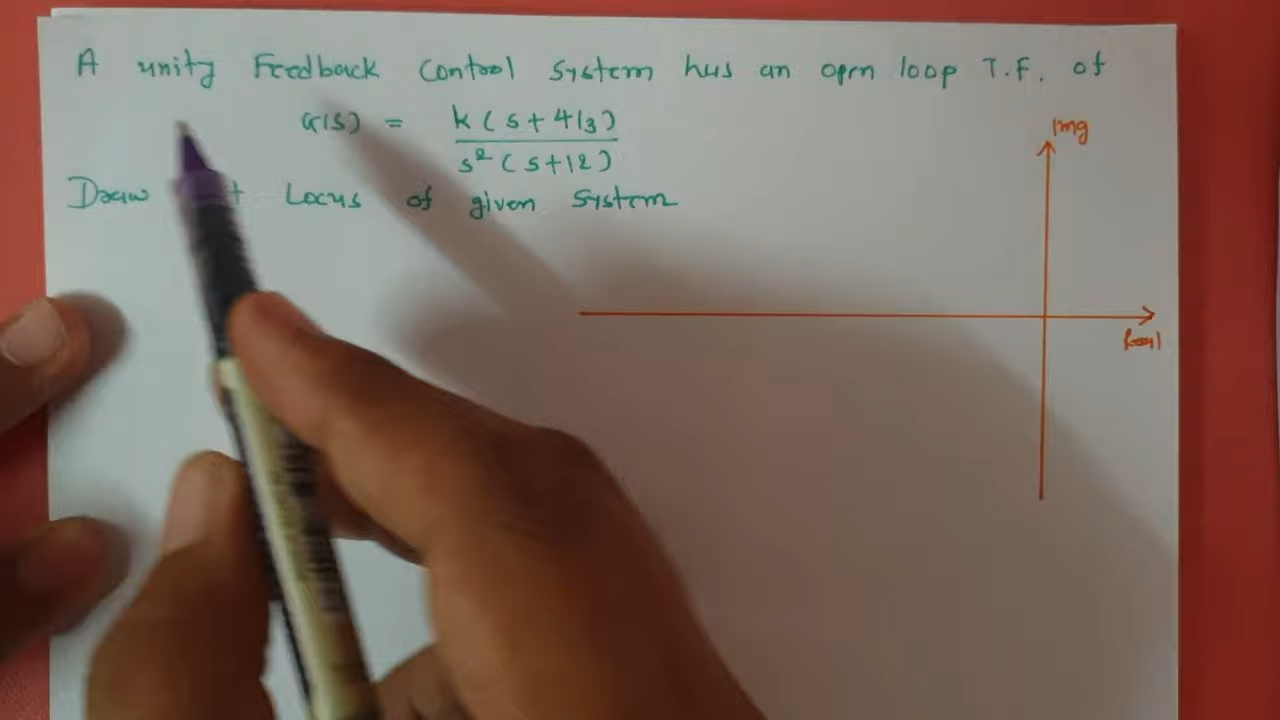 A unity Feedback Control System has an open loop T.F. of
G(S) = k(s+4/3)
s²(s+12)
Draw Locus of given System
Img